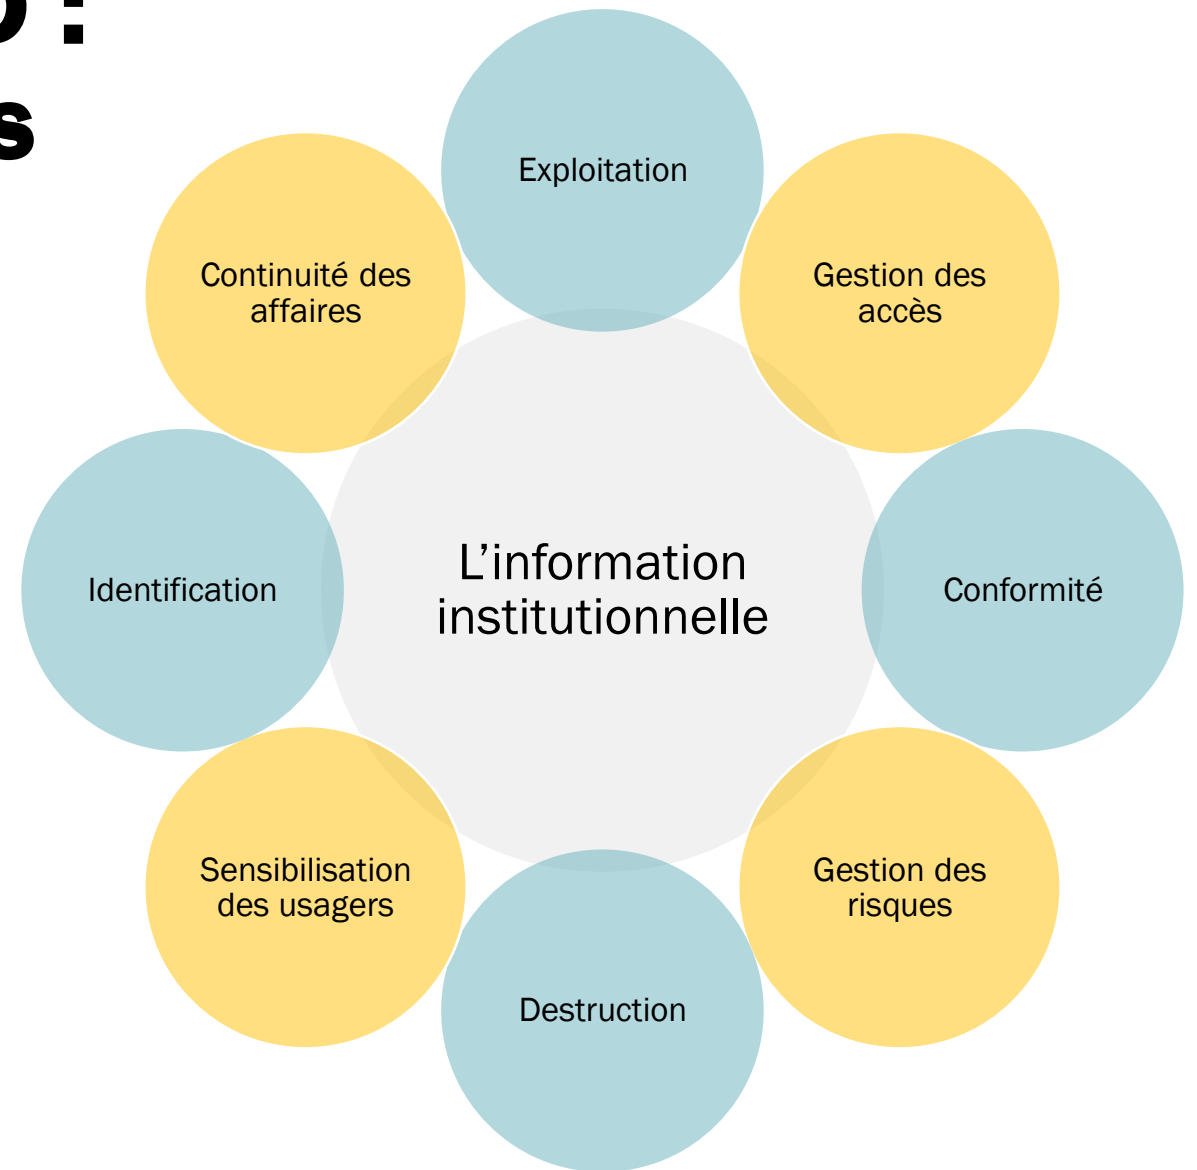 :
s
Exploitation
Gestion des
accès
Conformité
Gestion des
risques
Destruction
Sensibilisation
des usagers
Identification
Continuité des
affaires
L’information
institutionnelle